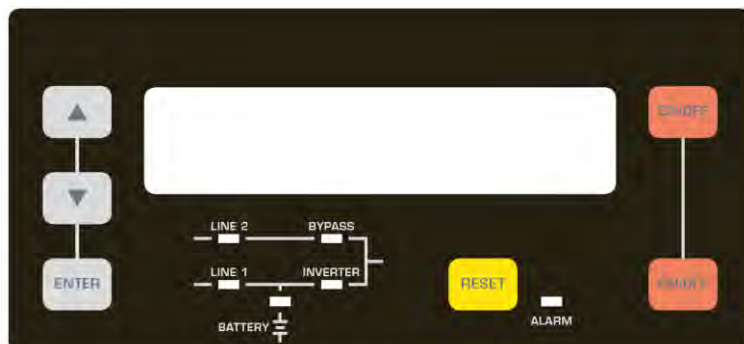 ON/OFF
LINE 2 BYPASS
LINE 1 INVERTER
ENTER
RESET
ON/OFF
BATTERY
ALARM